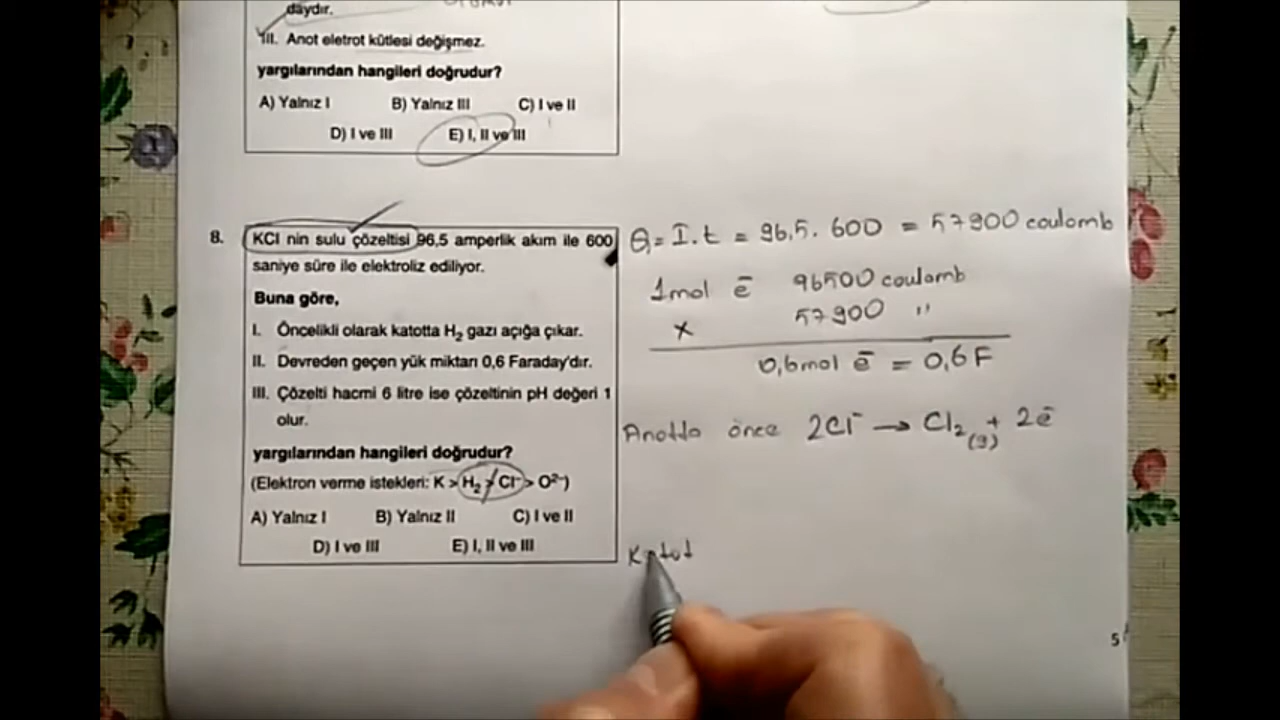 daydır.
III. Anot eletrot kütlesi değişmez.
yargılarından hangileri doğrudur?
A) Yalnız I B) Yalnız III C) I ve II
D) I ve III E) I, II ve III
8. KCl nin sulu çözeltisi 96,5 amperlik akım ile 600
saniye süre ile elektroliz ediliyor.
Buna göre,
I. Öncelikli olarak katotta H₂ gazı açığa çıkar.
II. Devreden geçen yük miktarı 0,6 Faraday'dır.
III. Çözelti hacmi 6 litre ise çözeltinin pH değeri 1
olur.
yargılarından hangileri doğrudur?
(Elektron verme istekleri: K > H₂ > Cl⁻ > O²⁻)
A) Yalnız I B) Yalnız II C) I ve II
D) I ve III E) I, II ve III
Q = I.t = 96,5. 600 = 57900 coulomb
1mol e⁻ 96500 coulomb
x 57900 "
0,6mol e⁻ = 0,6F
Anotta önce 2Cl⁻ → Cl₂(g) + 2e⁻
Katot
5